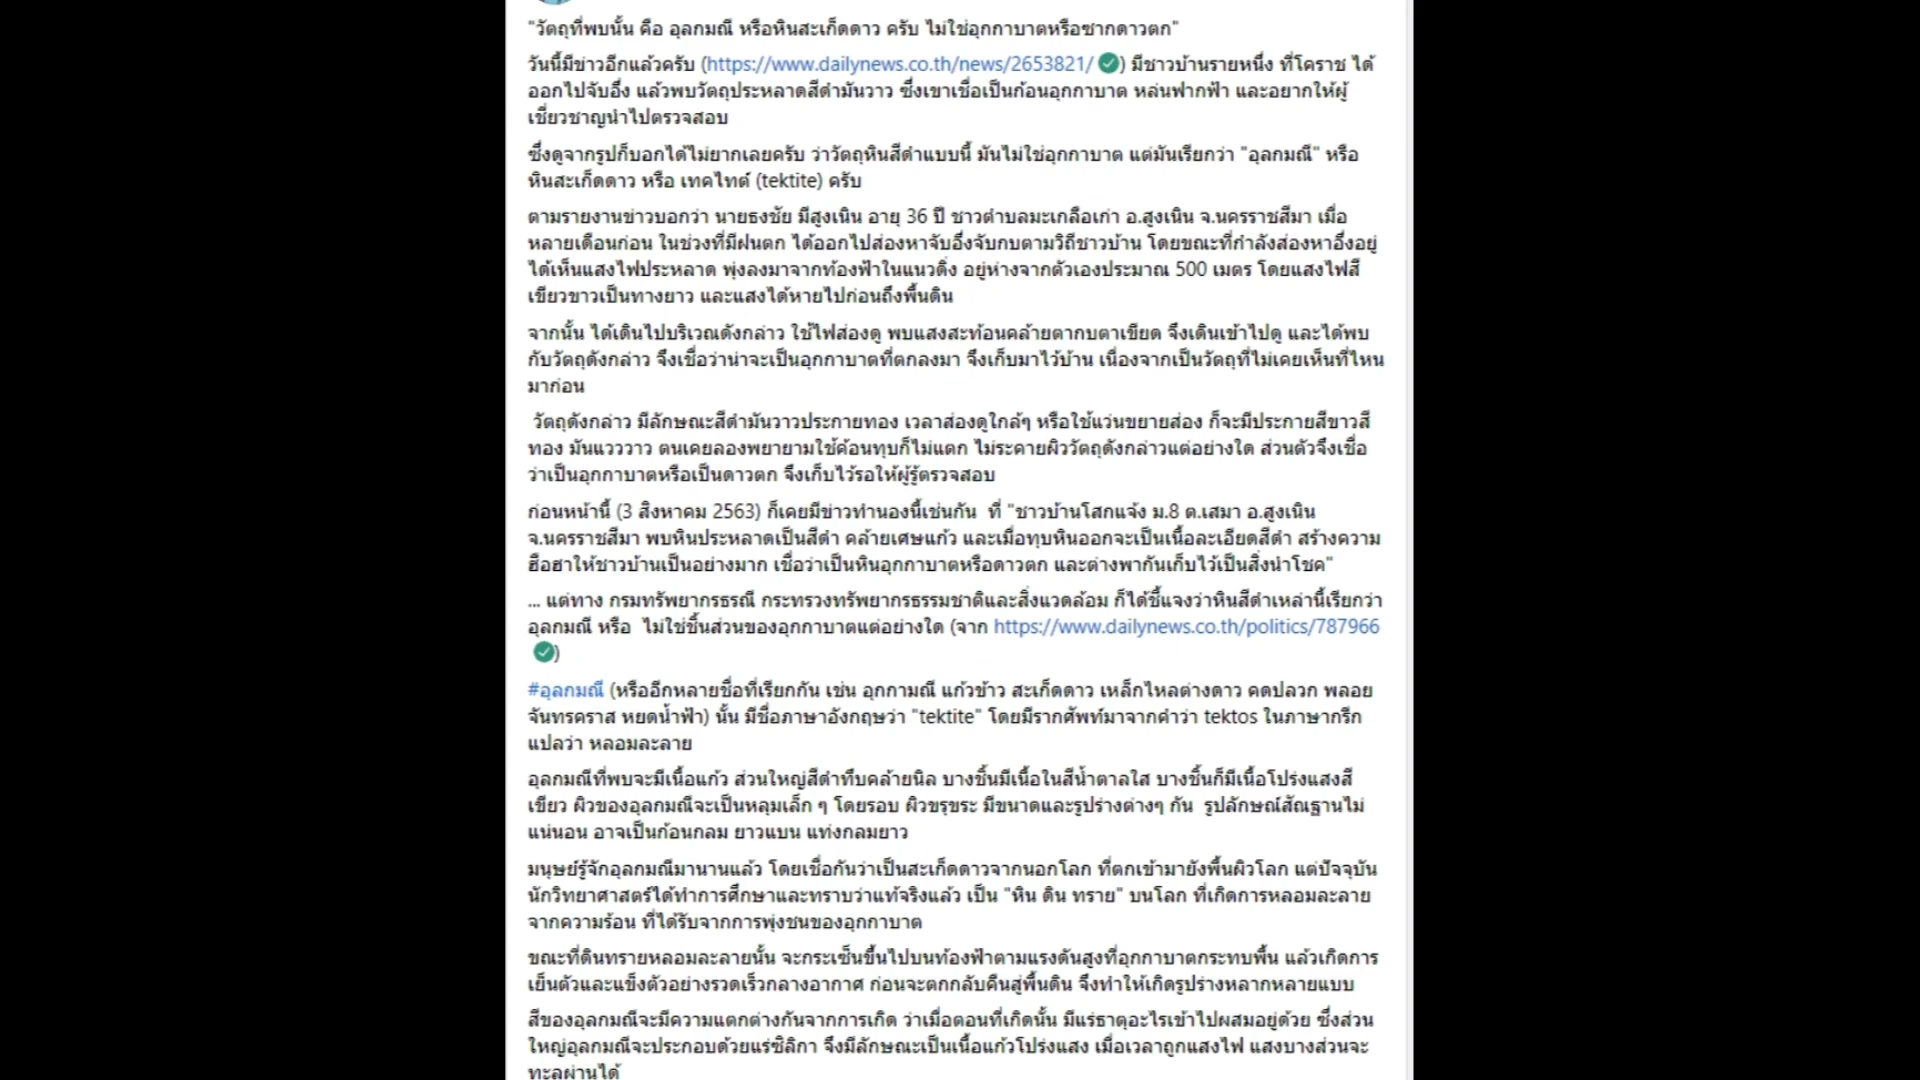 "วัตถุที่พบนั้น คือ อุลกมณี หรือหินสะเก็ดดาว ครับ ไม่ใช่อุกกาบาตหรือซากดาวตก"
วันนี้มีข่าวอีกแล้วครับ (https://www.dailynews.co.th/news/2653821/ ) มีชาวบ้านรายหนึ่ง ที่โคราช ได้
ออกไปจับอึ่ง แล้วพบวัตถุประหลาดสีดำมันวาว ซึ่งเขาเชื่อเป็นก้อนอุกกาบาต หล่นฟากฟ้า และอยากให้ผู้
เชี่ยวชาญนำไปตรวจสอบ
ซึ่งดูจากรูปก็บอกได้ไม่ยากเลยครับ ว่าวัตถุหินสีดำแบบนี้ มันไม่ใช่อุกกาบาต แต่มันเรียกว่า "อุลกมณี" หรือ
หินสะเก็ดดาว หรือ เทคไทต์ (tektite) ครับ
ตามรายงานข่าวบอกว่า นายธงชัย มีสูงเนิน อายุ 36 ปี ชาวตำบลมะเกลือเก่า อ.สูงเนิน จ.นครราชสีมา เมื่อ
หลายเดือนก่อน ในช่วงที่มีฝนตก ได้ออกไปส่องหาจับอึ่งจับกบตามวิถีชาวบ้าน โดยขณะที่กำลังส่องหาอึ่งอยู่
ได้เห็นแสงไฟประหลาด พุ่งลงมาจากท้องฟ้าในแนวดิ่ง อยู่ห่างจากตัวเองประมาณ 500 เมตร โดยแสงไฟสี
เขียวขาวเป็นทางยาว และแสงได้หายไปก่อนถึงพื้นดิน
จากนั้น ได้เดินไปบริเวณดังกล่าว ใช้ไฟส่องดู พบแสงสะท้อนคล้ายตากบตาเขียด จึงเดินเข้าไปดู และได้พบ
กับวัตถุดังกล่าว จึงเชื่อว่าน่าจะเป็นอุกกาบาตที่ตกลงมา จึงเก็บมาไว้บ้าน เนื่องจากเป็นวัตถุที่ไม่เคยเห็นที่ไหน
มาก่อน
วัตถุดังกล่าว มีลักษณะสีดำมันวาวประกายทอง เวลาส่องดูใกล้ๆ หรือใช้แว่นขยายส่อง ก็จะมีประกายสีขาวสี
ทอง มันแวววาว ตนเคยลองพยายามใช้ค้อนทุบก็ไม่แตก ไม่ระคายผิววัตถุดังกล่าวแต่อย่างใด ส่วนตัวจึงเชื่อ
ว่าเป็นอุกกาบาตหรือเป็นดาวตก จึงเก็บไว้รอให้ผู้รู้ตรวจสอบ
ก่อนหน้านี้ (3 สิงหาคม 2563) ก็เคยมีข่าวทำนองนี้เช่นกัน ที่ "ชาวบ้านโสกแจ้ง ม.8 ต.เสมา อ.สูงเนิน
จ.นครราชสีมา พบหินประหลาดเป็นสีดำ คล้ายเศษแก้ว และเมื่อทุบหินออกจะเป็นเนื้อละเอียดสีดำ สร้างความ
ฮือฮาให้ชาวบ้านเป็นอย่างมาก เชื่อว่าเป็นหินอุกกาบาตหรือดาวตก และต่างพากันเก็บไว้เป็นสิ่งนำโชค"
... แต่ทาง กรมทรัพยากรธรณี กระทรวงทรัพยากรธรรมชาติและสิ่งแวดล้อม ก็ได้ชี้แจงว่าหินสีดำเหล่านี้เรียกว่า
อุลกมณี หรือ ไม่ใช่ชิ้นส่วนของอุกกาบาตแต่อย่างใด (จาก https://www.dailynews.co.th/politics/787966
)
#อุลกมณี (หรืออีกหลายชื่อที่เรียกกัน เช่น อุกกามณี แก้วข้าว สะเก็ดดาว เหล็กไหลต่างดาว คดปลวก พลอย
จันทรคราส หยดน้ำฟ้า) นั้น มีชื่อภาษาอังกฤษว่า "tektite" โดยมีรากศัพท์มาจากคำว่า tektos ในภาษากรีก
แปลว่า หลอมละลาย
อุลกมณีที่พบจะมีเนื้อแก้ว ส่วนใหญ่สีดำทึบคล้ายนิล บางชิ้นมีเนื้อในสีน้ำตาลใส บางชิ้นก็มีเนื้อโปร่งแสงสี
เขียว ผิวของอุลกมณีจะเป็นหลุมเล็ก ๆ โดยรอบ ผิวขรุขระ มีขนาดและรูปร่างต่างๆ กัน รูปลักษณ์สัณฐานไม่
แน่นอน อาจเป็นก้อนกลม ยาวแบน แท่งกลมยาว
มนุษย์รู้จักอุลกมณีมานานแล้ว โดยเชื่อกันว่าเป็นสะเก็ดดาวจากนอกโลก ที่ตกเข้ามายังพื้นผิวโลก แต่ปัจจุบัน
นักวิทยาศาสตร์ได้ทำการศึกษาและทราบว่าแท้จริงแล้ว เป็น "หิน ดิน ทราย" บนโลก ที่เกิดการหลอมละลาย
จากความร้อน ที่ได้รับจากการพุ่งชนของอุกกาบาต
ขณะที่ดินทรายหลอมละลายนั้น จะกระเซ็นขึ้นไปบนท้องฟ้าตามแรงดันสูงที่อุกกาบาตกระทบพื้น แล้วเกิดการ
เย็นตัวและแข็งตัวอย่างรวดเร็วกลางอากาศ ก่อนจะตกกลับคืนสู่พื้นดิน จึงทำให้เกิดรูปร่างหลากหลายแบบ
สีของอุลกมณีจะมีความแตกต่างกันจากการเกิด ว่าเมื่อตอนที่เกิดนั้น มีแร่ธาตุอะไรเข้าไปผสมอยู่ด้วย ซึ่งส่วน
ใหญ่อุลกมณีจะประกอบด้วยแร่ซิลิกา จึงมีลักษณะเป็นเนื้อแก้วโปร่งแสง เมื่อเวลาถูกแสงไฟ แสงบางส่วนจะ
ทะลุผ่านได้